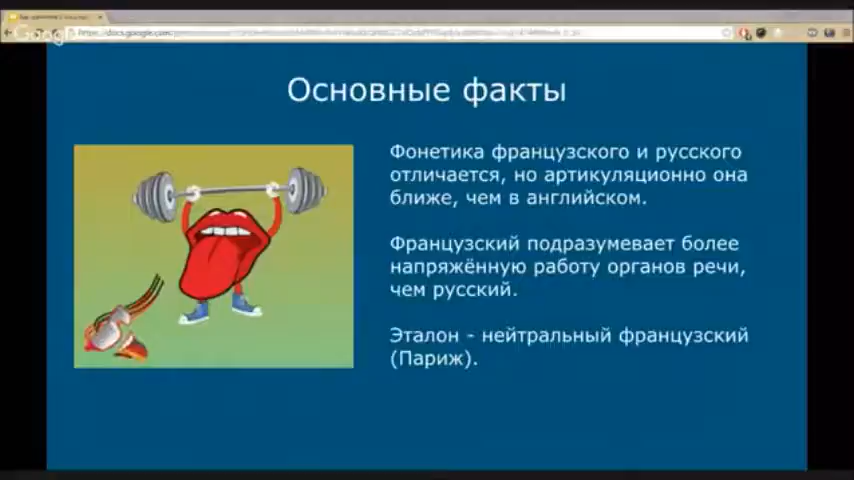 Основные факты
Фонетика французского и русского
отличается, но артикуляционно она
ближе, чем в английском.
Французский подразумевает более
напряжённую работу органов речи,
чем русский.
Эталон - нейтральный французский
(Париж).